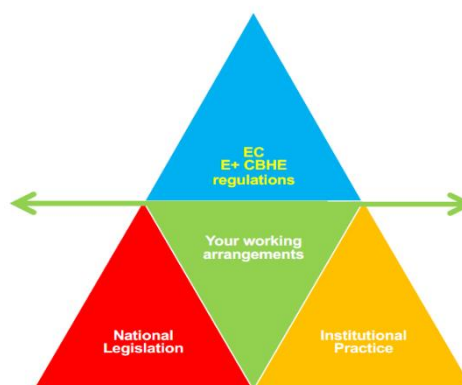 EC
E+ CBHE
regulations
Your working
arrangements
National
Legislation
Institutional
Practice